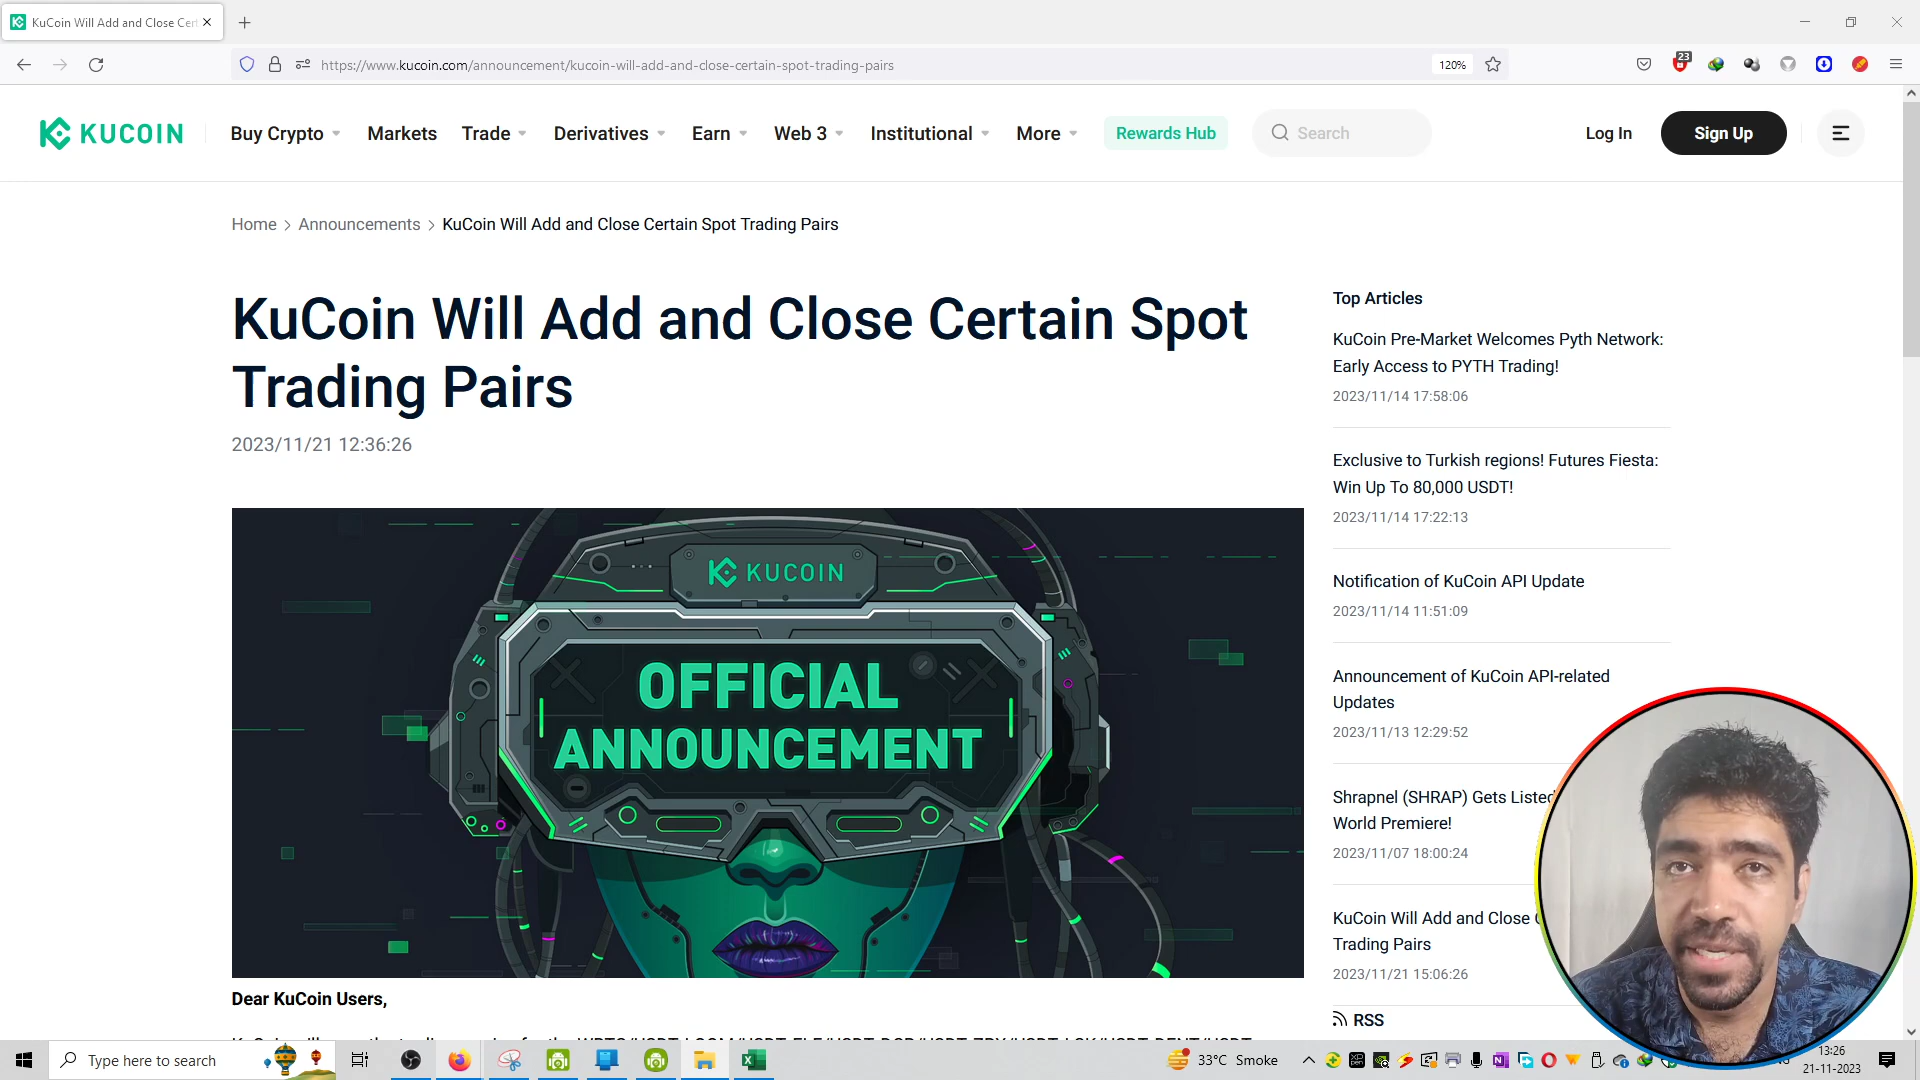 KuCoin Will Add and Close Cer
https://www.kucoin.com/announcement/kucoin-will-add-and-close-certain-spot-trading-pairs
120%
23
KUCOIN
Buy Crypto
Markets
Trade
Derivatives
Earn
Web 3
Institutional
More
Rewards Hub
Search
Log In
Sign Up
Home > Announcements > KuCoin Will Add and Close Certain Spot Trading Pairs
KuCoin Will Add and Close Certain Spot
Trading Pairs
2023/11/21 12:36:26
KUCOIN
OFFICIAL
ANNOUNCEMENT
Dear KuCoin Users,
Top Articles
KuCoin Pre-Market Welcomes Pyth Network:
Early Access to PYTH Trading!
2023/11/14 17:58:06
Exclusive to Turkish regions! Futures Fiesta:
Win Up To 80,000 USDT!
2023/11/14 17:22:13
Notification of KuCoin API Update
2023/11/14 11:51:09
Announcement of KuCoin API-related
Updates
2023/11/13 12:29:52
Shrapnel (SHRAP) Gets Listed
World Premiere!
2023/11/07 18:00:24
KuCoin Will Add and Close
Trading Pairs
2023/11/21 15:06:26
RSS
Type here to search
33°C Smoke
13:26
21-11-2023